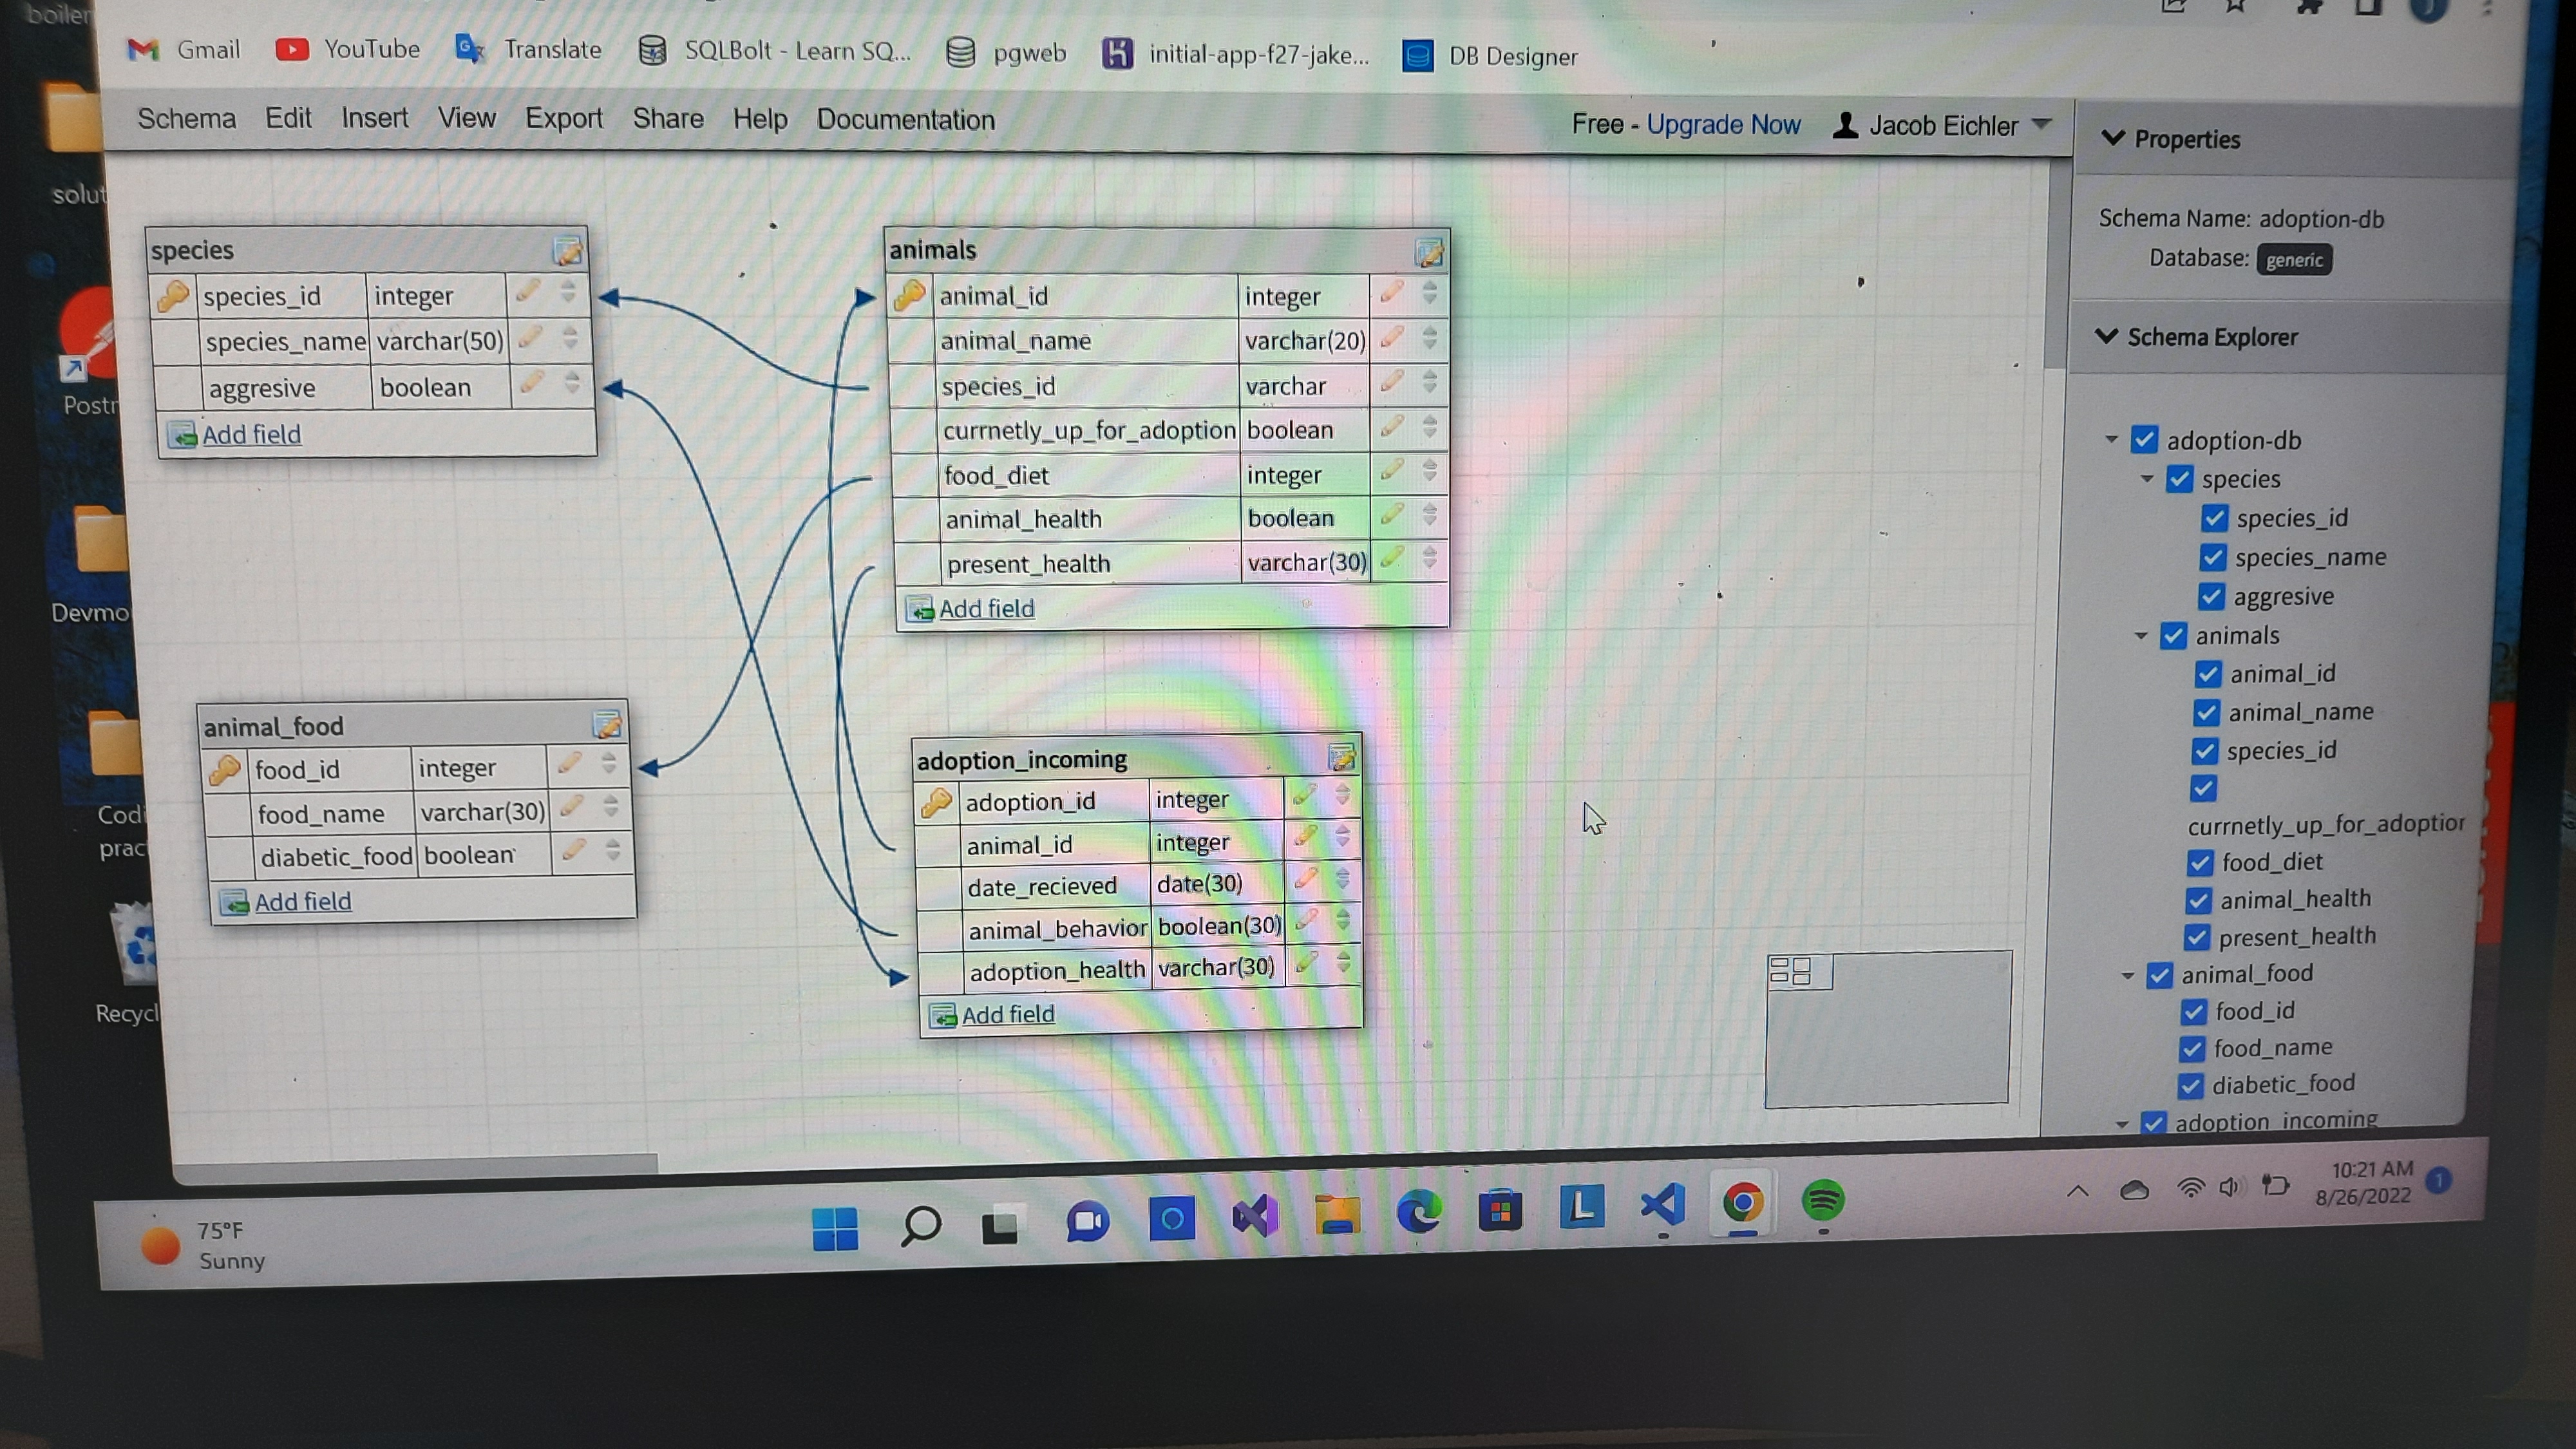 boiler
Gmail YouTube Translate SQLBolt - Learn SQ... pgweb initial-app-f27-jake... DB Designer
Schema Edit Insert View Export Share Help Documentation
Free - Upgrade Now Jacob Eichler
Properties
Schema Name: adoption-db
Database: generic
Schema Explorer
adoption-db
species
species_id
species_name
aggresive
animals
animal_id
animal_name
species_id
currnetly_up_for_adoption
food_diet
animal_health
present_health
animal_food
food_id
food_name
diabetic_food
adoption_incoming
species
species_id integer
species_name varchar(50)
aggresive boolean
Add field
animals
animal_id integer
animal_name varchar(20)
species_id varchar
currnetly_up_for_adoption boolean
food_diet integer
animal_health boolean
present_health varchar(30)
Add field
animal_food
food_id integer
food_name varchar(30)
diabetic_food boolean
Add field
adoption_incoming
adoption_id integer
animal_id integer
date_recieved date(30)
animal_behavior boolean(30)
adoption_health varchar(30)
Add field
solut
Postr
Devmo
Codi
prac
Recycl
75°F
Sunny
L
10:21 AM
8/26/2022
1